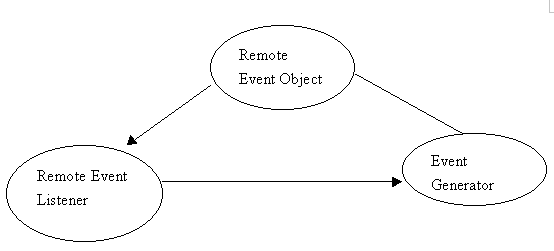 Remote
Event Object
Remote Event
Listener
Event
Generator